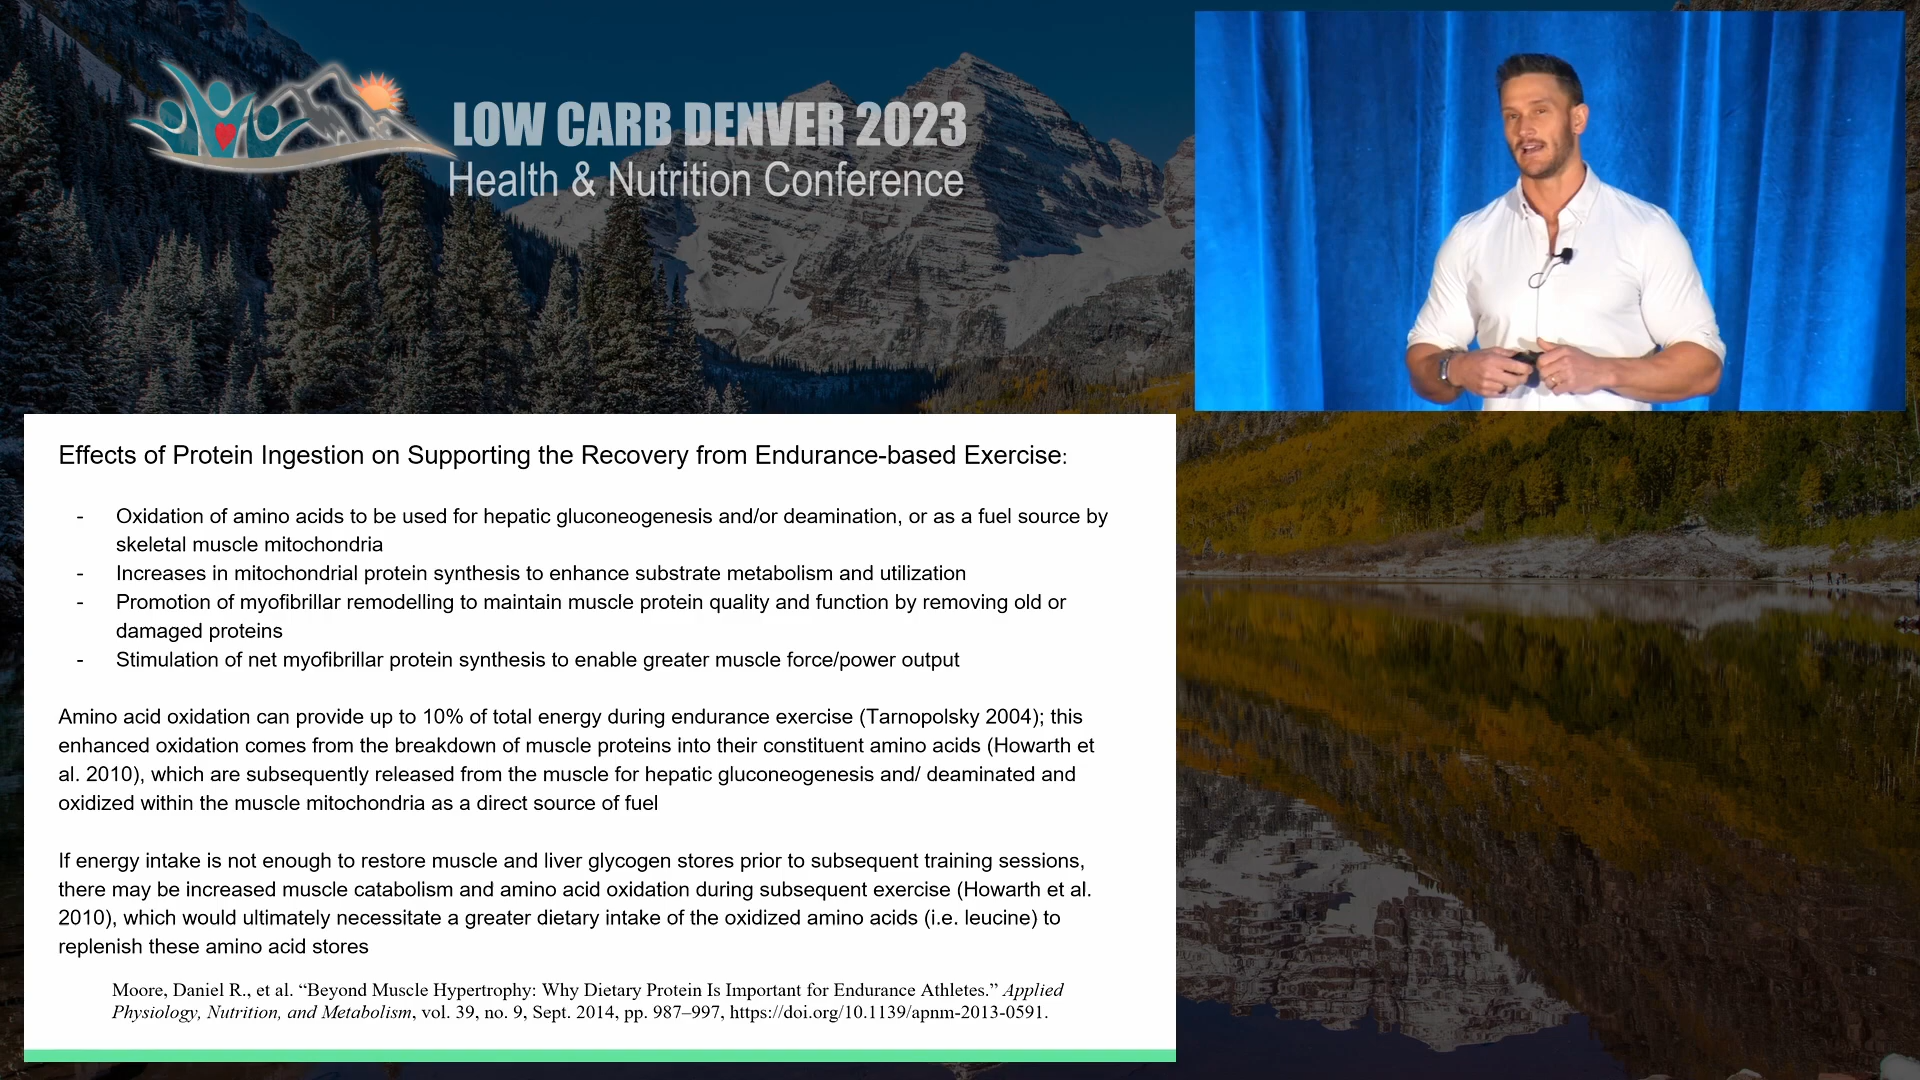 LOW CARB DENVER 2023
Health & Nutrition Conference
Effects of Protein Ingestion on Supporting the Recovery from Endurance-based Exercise:
- Oxidation of amino acids to be used for hepatic gluconeogenesis and/or deamination, or as a fuel source by
skeletal muscle mitochondria
- Increases in mitochondrial protein synthesis to enhance substrate metabolism and utilization
- Promotion of myofibrillar remodelling to maintain muscle protein quality and function by removing old or
damaged proteins
- Stimulation of net myofibrillar protein synthesis to enable greater muscle force/power output
Amino acid oxidation can provide up to 10% of total energy during endurance exercise (Tarnopolsky 2004); this
enhanced oxidation comes from the breakdown of muscle proteins into their constituent amino acids (Howarth et
al. 2010), which are subsequently released from the muscle for hepatic gluconeogenesis and/ deaminated and
oxidized within the muscle mitochondria as a direct source of fuel
If energy intake is not enough to restore muscle and liver glycogen stores prior to subsequent training sessions,
there may be increased muscle catabolism and amino acid oxidation during subsequent exercise (Howarth et al.
2010), which would ultimately necessitate a greater dietary intake of the oxidized amino acids (i.e. leucine) to
replenish these amino acid stores
Moore, Daniel R., et al. “Beyond Muscle Hypertrophy: Why Dietary Protein Is Important for Endurance Athletes.” Applied
Physiology, Nutrition, and Metabolism, vol. 39, no. 9, Sept. 2014, pp. 987–997, https://doi.org/10.1139/apnm-2013-0591.